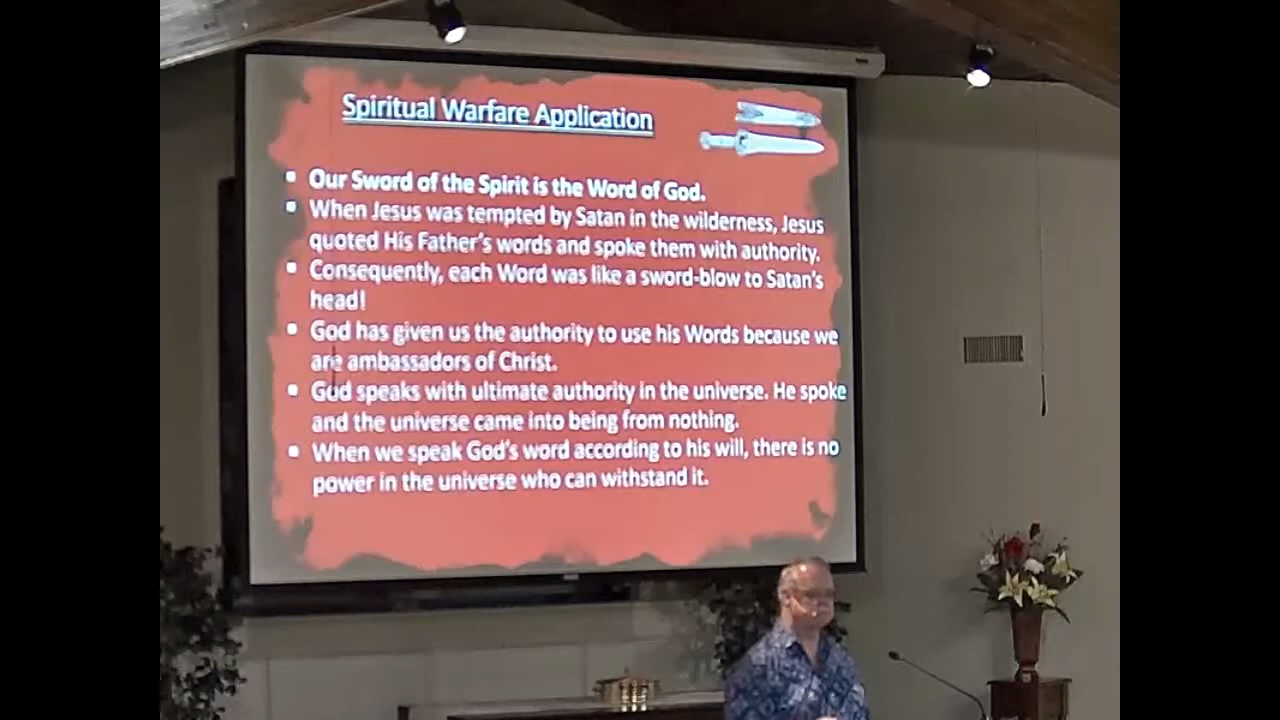 Spiritual Warfare Application
▪ Our Sword of the Spirit is the Word of God.
▪ When Jesus was tempted by Satan in the wilderness, Jesus
quoted His Father's words and spoke them with authority.
▪ Consequently, each Word was like a sword-blow to Satan's
head!
▪ God has given us the authority to use his Words because we
are ambassadors of Christ.
▪ God speaks with ultimate authority in the universe. He spoke
and the universe came into being from nothing.
▪ When we speak God's word according to his will, there is no
power in the universe who can withstand it.